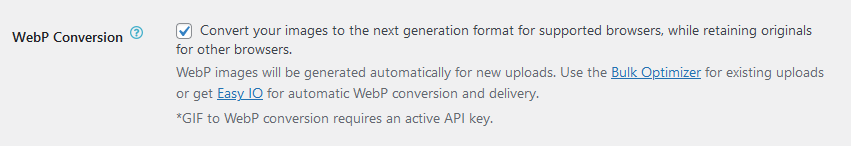 WebP Conversion
Convert your images to the next generation format for supported browsers, while retaining originals
for other browsers.
WebP images will be generated automatically for new uploads. Use the Bulk Optimizer for existing uploads
or get Easy IO for automatic WebP conversion and delivery.
*GIF to WebP conversion requires an active API key.